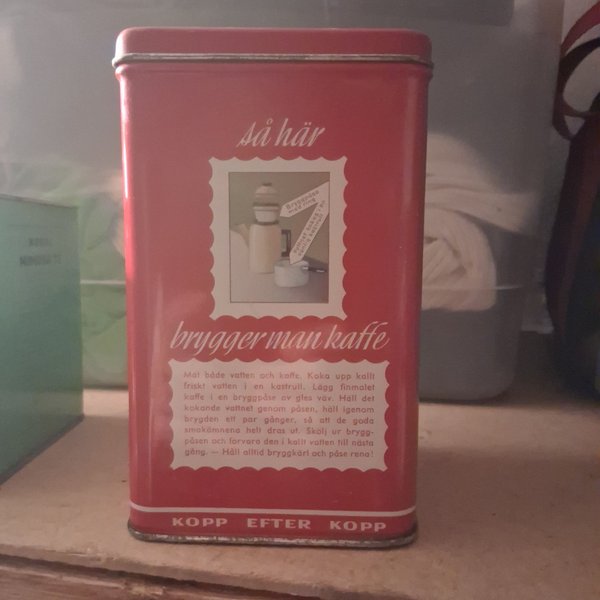 så här
Bryggpåse
med ring
brygger man kaffe
Mät både vatten och kaffe. Koka upp kallt
friskt vatten i en kastrull. Lägg finmalet
kaffe i en bryggpåse av gles väv. Häll det
kokande vattnet genom påsen, häll igenom
brygden ett par gånger, så att de goda
smakämnena helt dras ut. Skölj ur brygg-
påsen och förvara den i kallt vatten till nästa
gång. — Håll alltid bryggkärl och påse rena!
KOPP EFTER KOPP